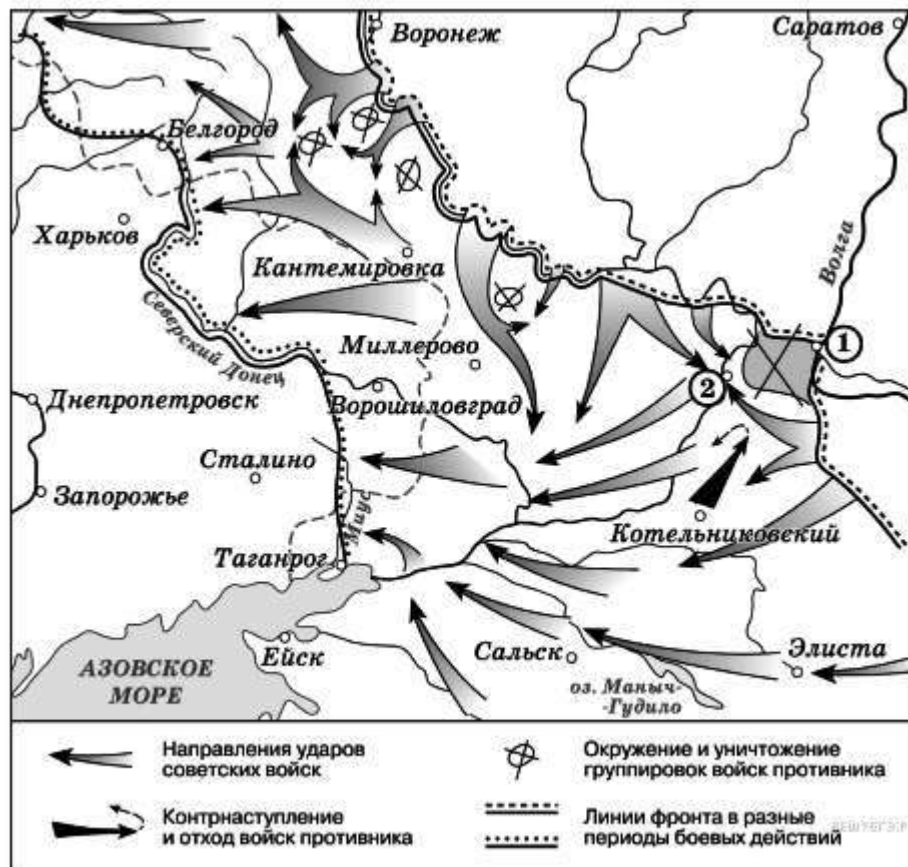 Воронеж
Саратов
Белгород
Харьков
Волга
Кантемировка
Северский Донец
Миллерово
1
2
Днепропетровск
Ворошиловград
Сталино
Запорожье
Миус
Котельниковский
Таганрог
Ейск
Сальск
Элиста
АЗОВСКОЕ
МОРЕ
оз. Маныч-
-Гудило
Направления ударов
советских войск
Окружение и уничтожение
группировок войск противника
Контрнаступление
и отход войск противника
Линии фронта в разные
периоды боевых действий